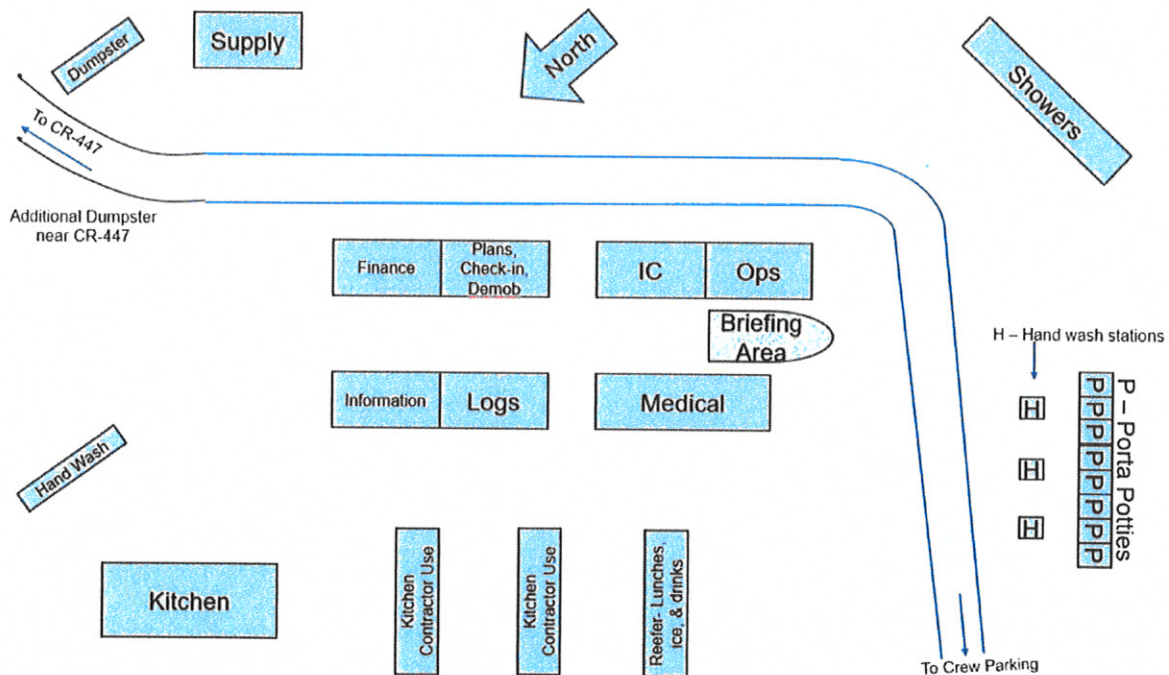 Dumpster
Supply
North
Showers
To CR-447
Additional Dumpster
near CR-447
Finance
Plans,
Check-in,
Demob
IC
Ops
Briefing
Area
H – Hand wash stations
Information
Logs
Medical
H
H
H
P
P
P
P
P
P
P
P
P – Porta Potties
Hand Wash
Kitchen
Kitchen
Contractor Use
Kitchen
Contractor Use
Reefer- Lunches,
ice, & drinks
To Crew Parking